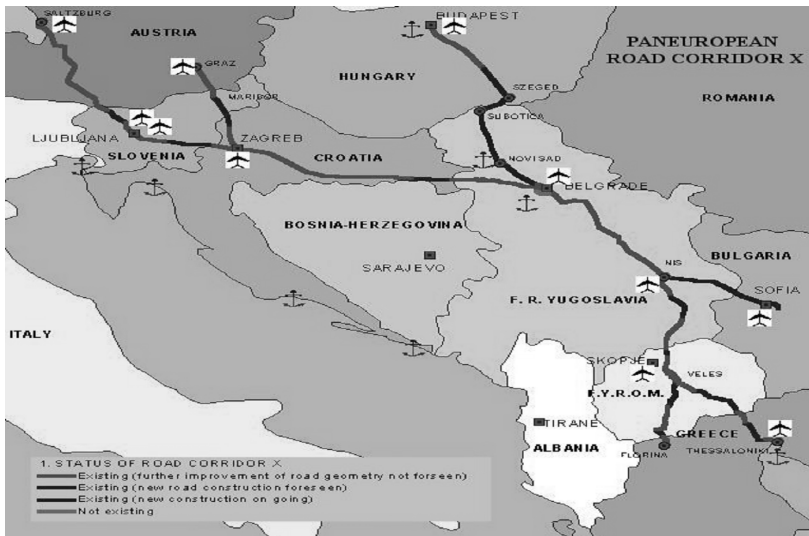 SALTZBURG
BUDAPEST
AUSTRIA
PANEUROPEAN
ROAD CORRIDOR X
GRAZ
HUNGARY
SZEGED
MARIBOR
ROMANIA
SUBOTICA
LJUBLJANA
ZAGREB
SLOVENIA
CROATIA
NOVISAD
BELGRADE
BOSNIA-HERZEGOVINA
BULGARIA
NIS
SARAJEVO
SOFIA
F. R. YUGOSLAVIA
ITALY
SKOPJE
VELES
F.Y.R.O.M.
TIRANE
GREECE
ALBANIA
FLORINA
THESSALONIKI
1. STATUS OF ROAD CORRIDOR X
Existing (further improvement of road geometry not forseen)
Existing (new road construction foreseen)
Existing (new construction on going)
Not existing